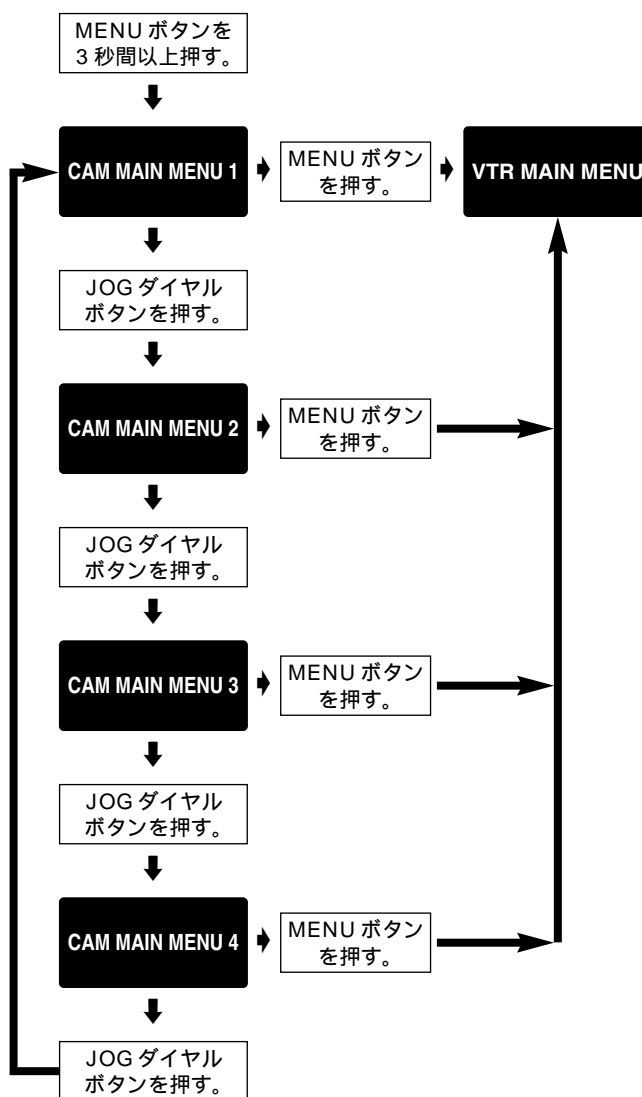 MENU ボタンを
3 秒間以上押す。
CAM MAIN MENU 1
MENU ボタン
を押す。
VTR MAIN MENU
JOG ダイヤル
ボタンを押す。
CAM MAIN MENU 2
MENU ボタン
を押す。
JOG ダイヤル
ボタンを押す。
CAM MAIN MENU 3
MENU ボタン
を押す。
JOG ダイヤル
ボタンを押す。
CAM MAIN MENU 4
MENU ボタン
を押す。
JOG ダイヤル
ボタンを押す。